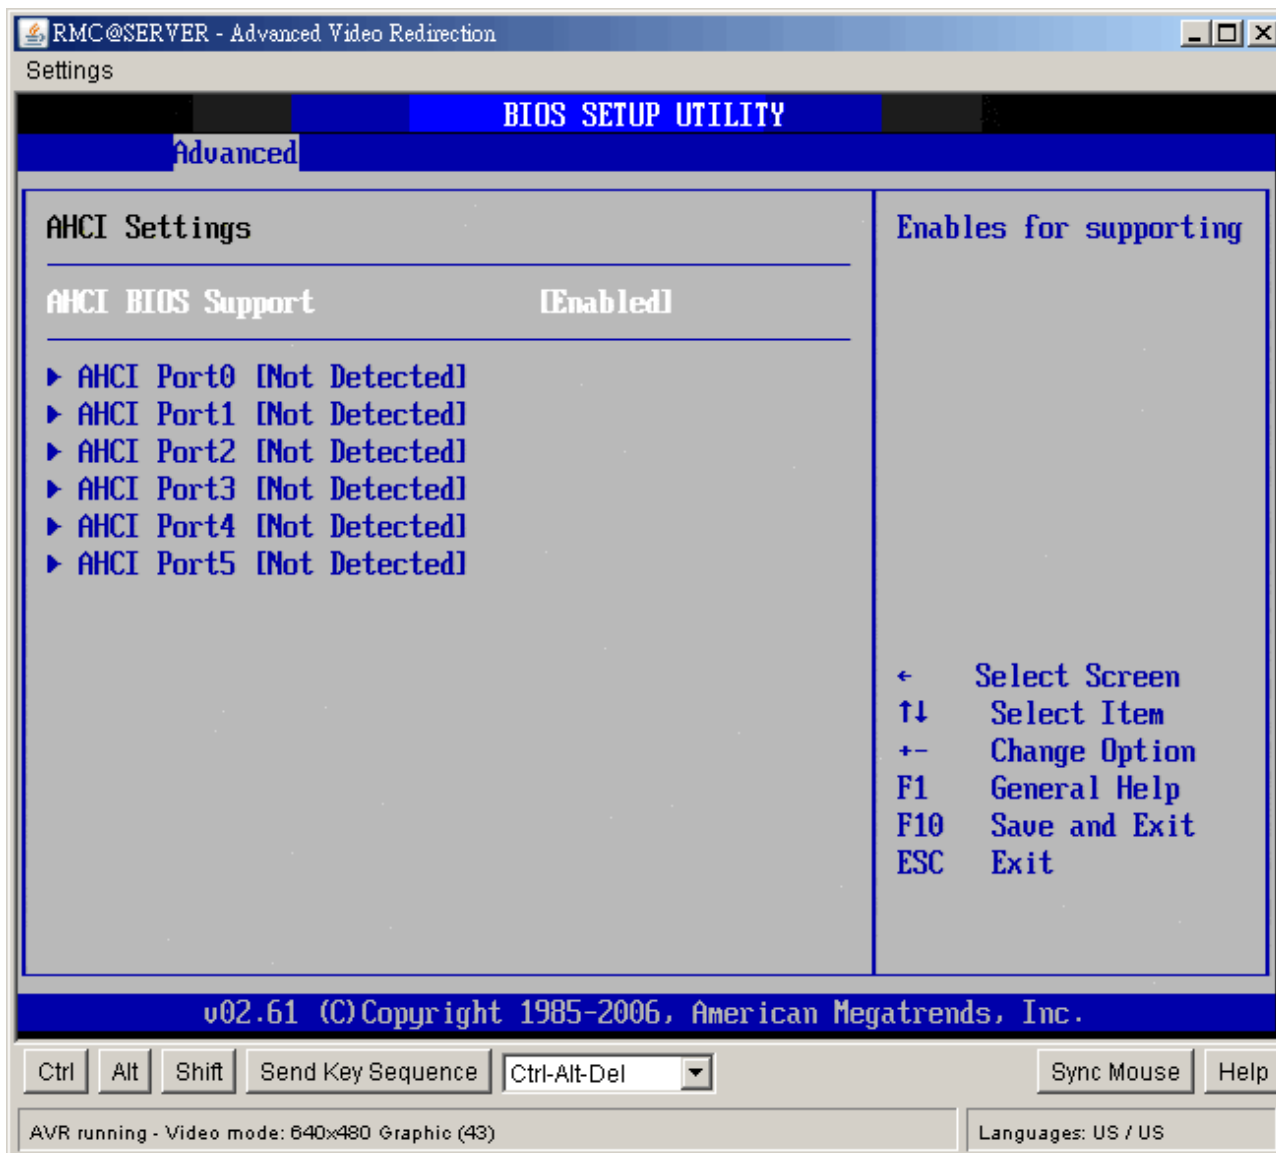 RMC@SERVER - Advanced Video Redirection
Settings
BIOS SETUP UTILITY
Advanced
AHCI Settings
Enables for supporting
AHCI BIOS Support [Enabled]
AHCI Port0 [Not Detected]
AHCI Port1 [Not Detected]
AHCI Port2 [Not Detected]
AHCI Port3 [Not Detected]
AHCI Port4 [Not Detected]
AHCI Port5 [Not Detected]
← Select Screen
↑↓ Select Item
+- Change Option
F1 General Help
F10 Save and Exit
ESC Exit
v02.61 (C)Copyright 1985-2006, American Megatrends, Inc.
Ctrl Alt Shift Send Key Sequence Ctrl-Alt-Del Sync Mouse Help
AVR running - Video mode: 640x480 Graphic (43) Languages: US / US